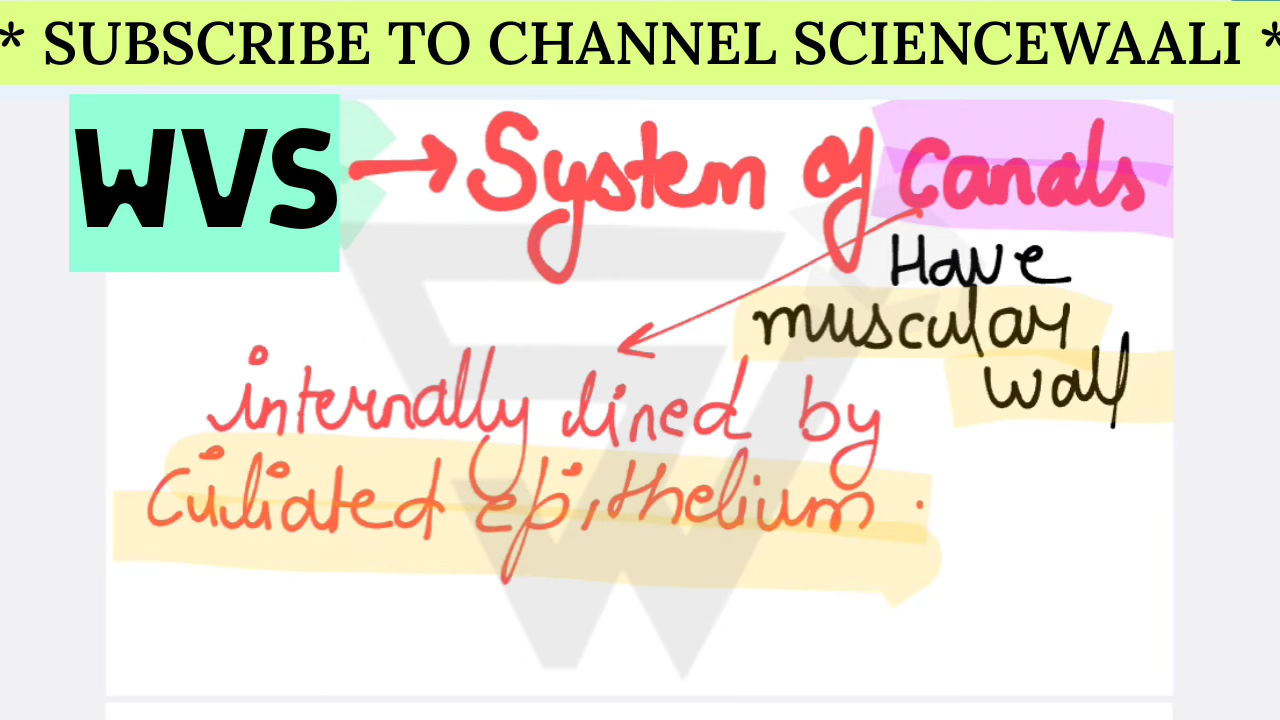 * SUBSCRIBE TO CHANNEL SCIENCEWAALI *
WVS → System of Canals
Have
muscular
wall
internally lined by
ciliated epithelium.